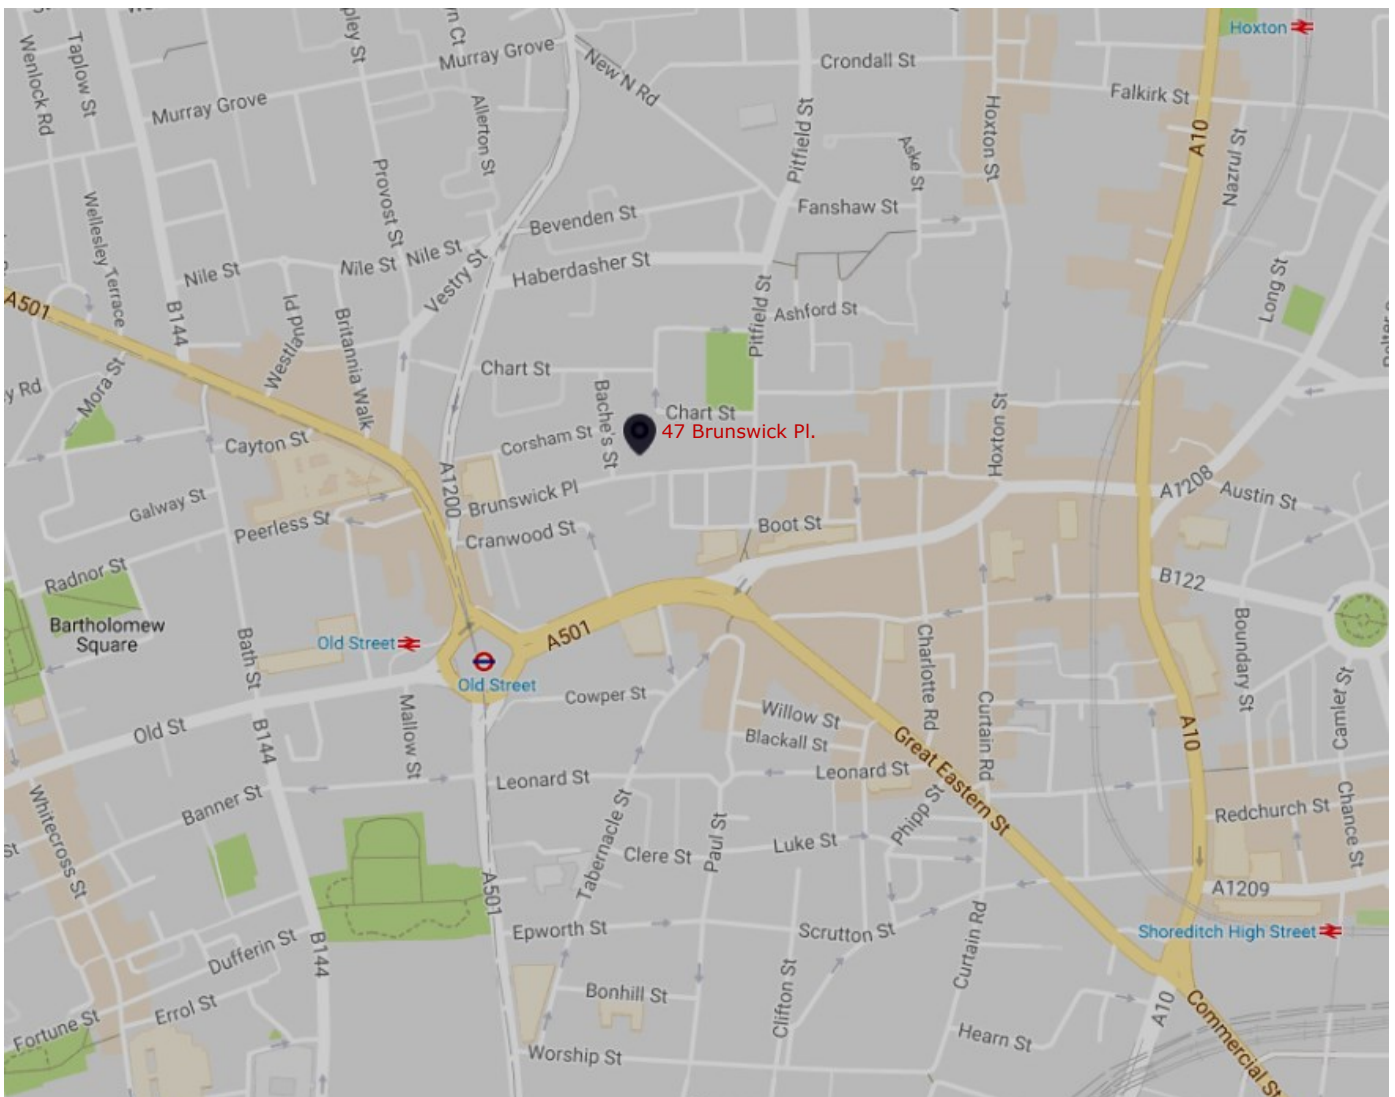 Hoxton
Murray Grove
Murray Grove
New N Rd
Crondall St
Falkirk St
Wenlock Rd
Taplow St
Allerton St
Pitfield St
Hoxton St
A10
Nazrul St
Aske St
Provost St
Wellesley Terrace
Bevenden St
Fanshaw St
Nile St
Nile St
Nile St
Vestry St
Haberdasher St
A501
B144
Westland Pl
Britannia Walk
Pitfield St
Ashford St
Long St
Mora St
Chart St
Bache's St
Chart St
47 Brunswick Pl.
Corsham St
Hoxton St
Cayton St
A1200
Galway St
Peerless St
Brunswick Pl
Cranwood St
Boot St
A1208
Austin St
Radnor St
B122
Bartholomew
Square
Bath St
Old Street
A501
Old Street
Charlotte Rd
Boundary St
Cowper St
Mallow St
Old St
B144
Willow St
Blackall St
Curtain Rd
Camlet St
A10
Great Eastern St
Leonard St
Leonard St
Banner St
Whitecross St
Tabernacle St
Paul St
Phipp St
Redchurch St
Chance St
Clere St
Luke St
A501
A1209
Epworth St
Scrutton St
Curtain Rd
Shoreditch High Street
Dufferin St
B144
Bonhill St
Clifton St
Errol St
Fortune St
A10
Commercial St
Hearn St
Worship St